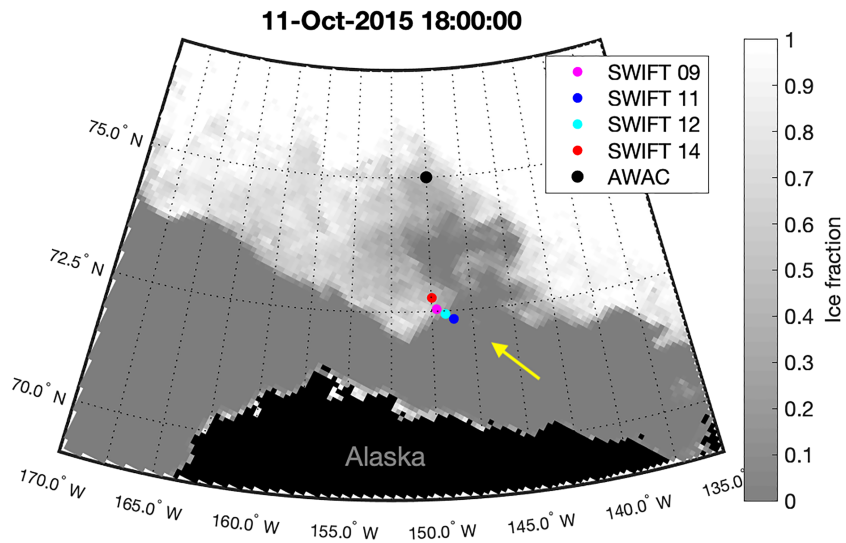 11-Oct-2015 18:00:00
SWIFT 09
SWIFT 11
SWIFT 12
SWIFT 14
AWAC
75.0° N
72.5° N
70.0° N
170.0° W
165.0° W
160.0° W
155.0° W
150.0° W
145.0° W
140.0° W
135.0°
Alaska
1
0.9
0.8
0.7
0.6
0.5
0.4
0.3
0.2
0.1
0
Ice fraction